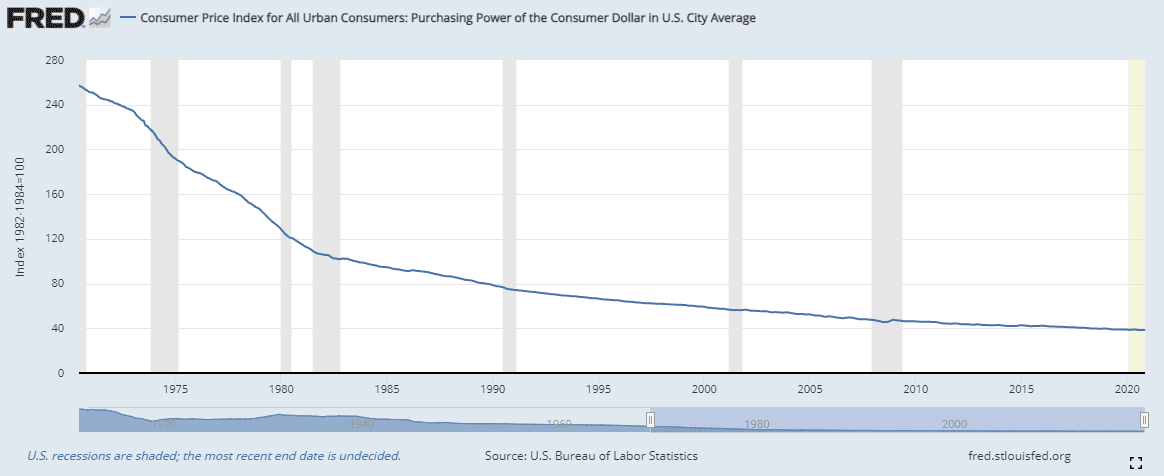 FRED
Consumer Price Index for All Urban Consumers: Purchasing Power of the Consumer Dollar in U.S. City Average
280
240
200
160
120
80
40
0
Index 1982-1984=100
1975 1980 1985 1990 1995 2000 2005 2010 2015 2020
1920 1940 1960 1980 2000
U.S. recessions are shaded; the most recent end date is undecided. Source: U.S. Bureau of Labor Statistics fred.stlouisfed.org